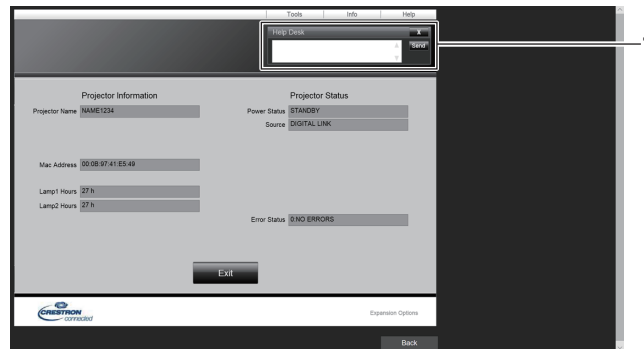 Tools Info Help
Help Desk X
Send
Projector Information Projector Status
Projector Name NAME1234 Power Status STANDBY
Source DIGITAL LINK
Mac Address 00:0B:97:41:E5:49
Lamp1 Hours 27 h
Lamp2 Hours 27 h
Error Status 0:NO ERRORS
Exit
CRESTRON
connected
Expansion Options
Back